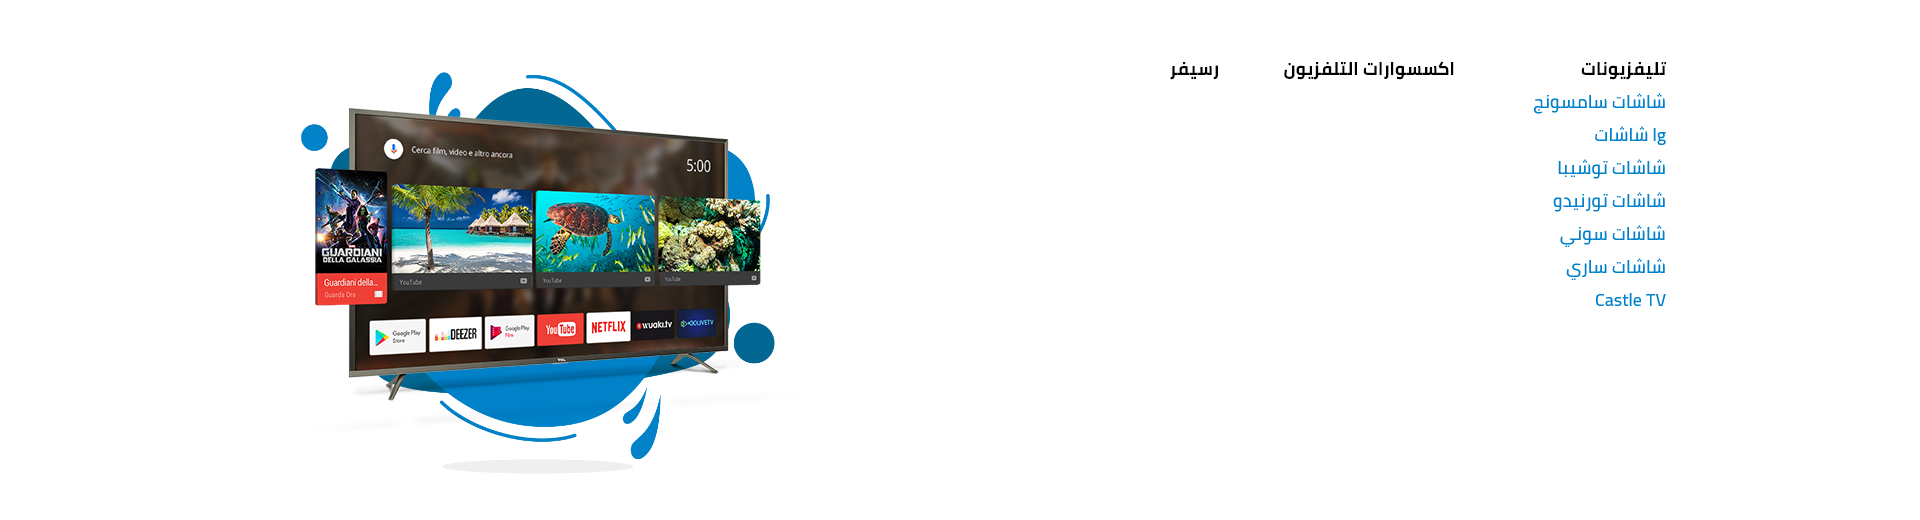 تليفزيونات
شاشات سامسونج
lg شاشات
شاشات توشيبا
شاشات تورنيدو
شاشات سوني
شاشات ساري
Castle TV
اكسسوارات التلفزيون
رسيفر
Cerca film, video e altro ancora
5:00
GUARDIANI
DELLA GALASSIA
Guardiani della...
Guarda Ora
YouTube
YouTube
YouTube
Google Play
Store
DEEZER
Google Play
Film
YouTube
NETFLIX
wuaki.tv
GOLIVETV
TCL